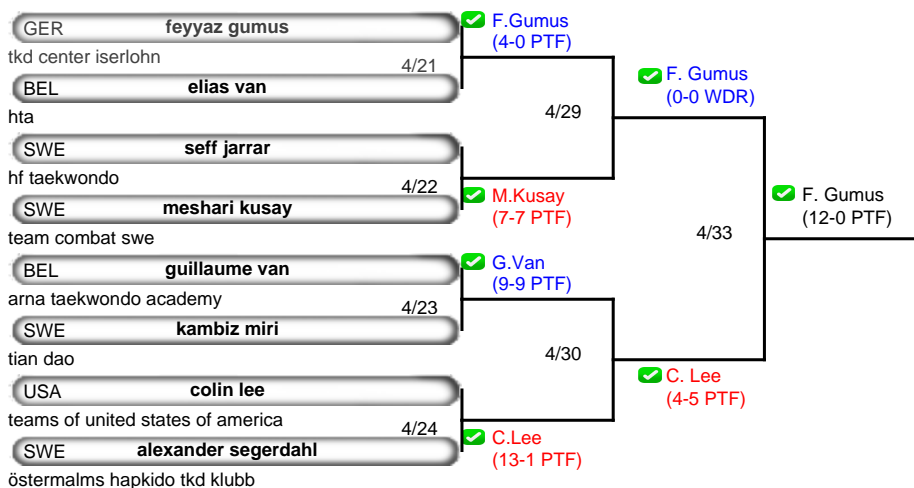 GER feyyaz gumus
tkd center iserlohn
4/21
BEL elias van
hta
SWE seff jarrar
hf taekwondo
4/22
SWE meshari kusay
team combat swe
BEL guillaume van
arna taekwondo academy
4/23
SWE kambiz miri
tian dao
USA colin lee
teams of united states of america
4/24
SWE alexander segerdahl
östermalms hapkido tkd klubb
F.Gumus
(4-0 PTF)
4/29
M.Kusay
(7-7 PTF)
G.Van
(9-9 PTF)
4/30
C.Lee
(13-1 PTF)
F. Gumus
(0-0 WDR)
4/33
C. Lee
(4-5 PTF)
F. Gumus
(12-0 PTF)